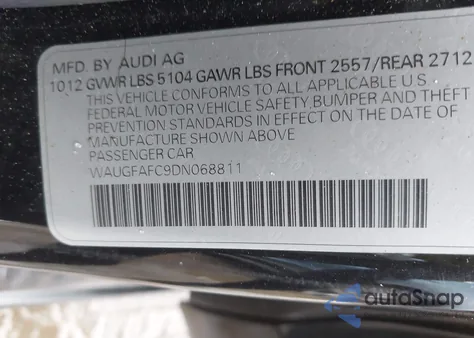 MFD. BY AUDI AG
1012 GVWR LBS 5104 GAWR LBS FRONT 2557/REAR 2712
THIS VEHICLE CONFORMS TO ALL APPLICABLE U S
FEDERAL MOTOR VEHICLE SAFETY, BUMPER AND THEFT
PREVENTION STANDARDS IN EFFECT ON THE DATE OF
MANUFACTURE SHOWN ABOVE
PASSENGER CAR
WAUGFAFC9DN068811
autoSnap